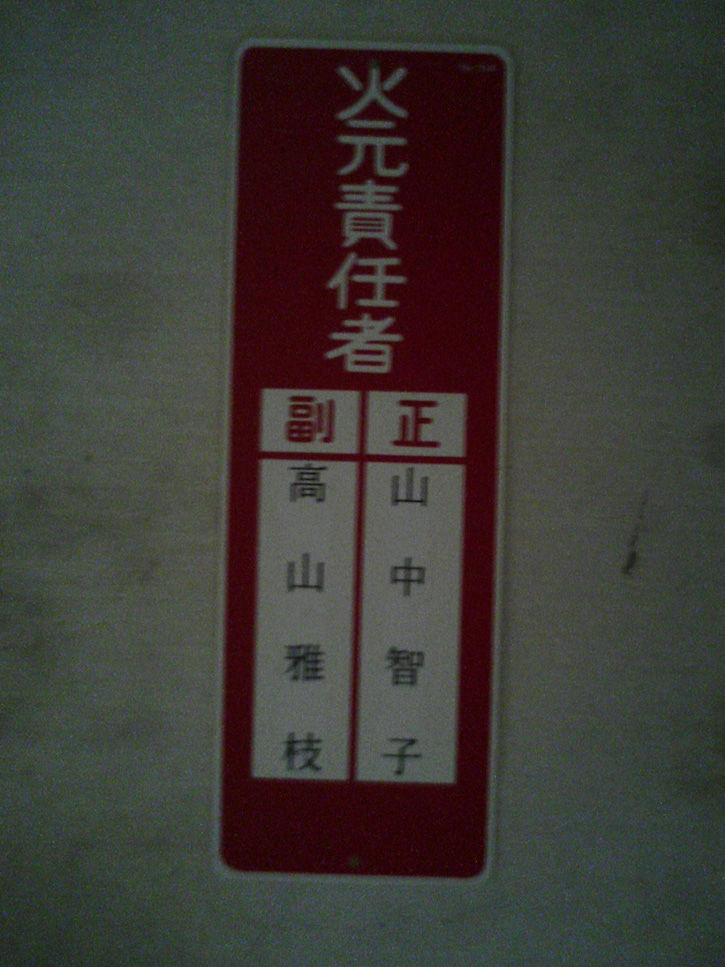 火元責任者
正
山中智子
副
高山雅枝